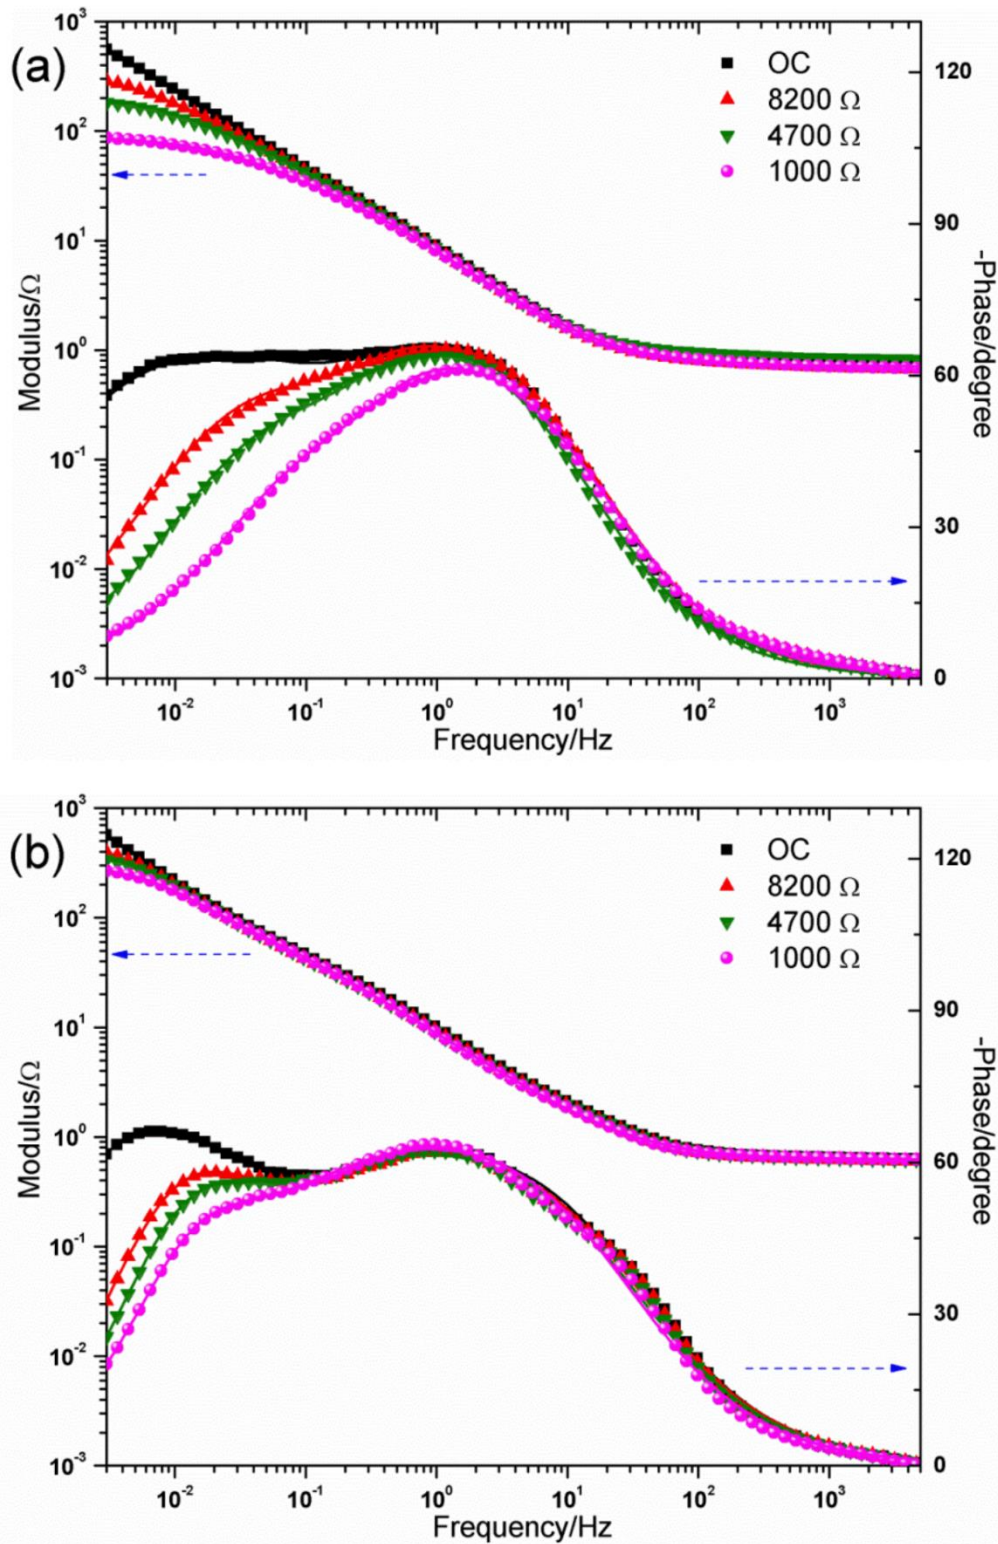 (a)
OC
8200 Ω
4700 Ω
1000 Ω
10³
10²
10¹
10⁰
10⁻¹
10⁻²
10⁻³
Modulus/Ω
120
90
60
30
0
-Phase/degree
10⁻² 10⁻¹ 10⁰ 10¹ 10² 10³
Frequency/Hz
(b)
OC
8200 Ω
4700 Ω
1000 Ω
10³
10²
10¹
10⁰
10⁻¹
10⁻²
10⁻³
Modulus/Ω
120
90
60
30
0
-Phase/degree
10⁻² 10⁻¹ 10⁰ 10¹ 10² 10³
Frequency/Hz